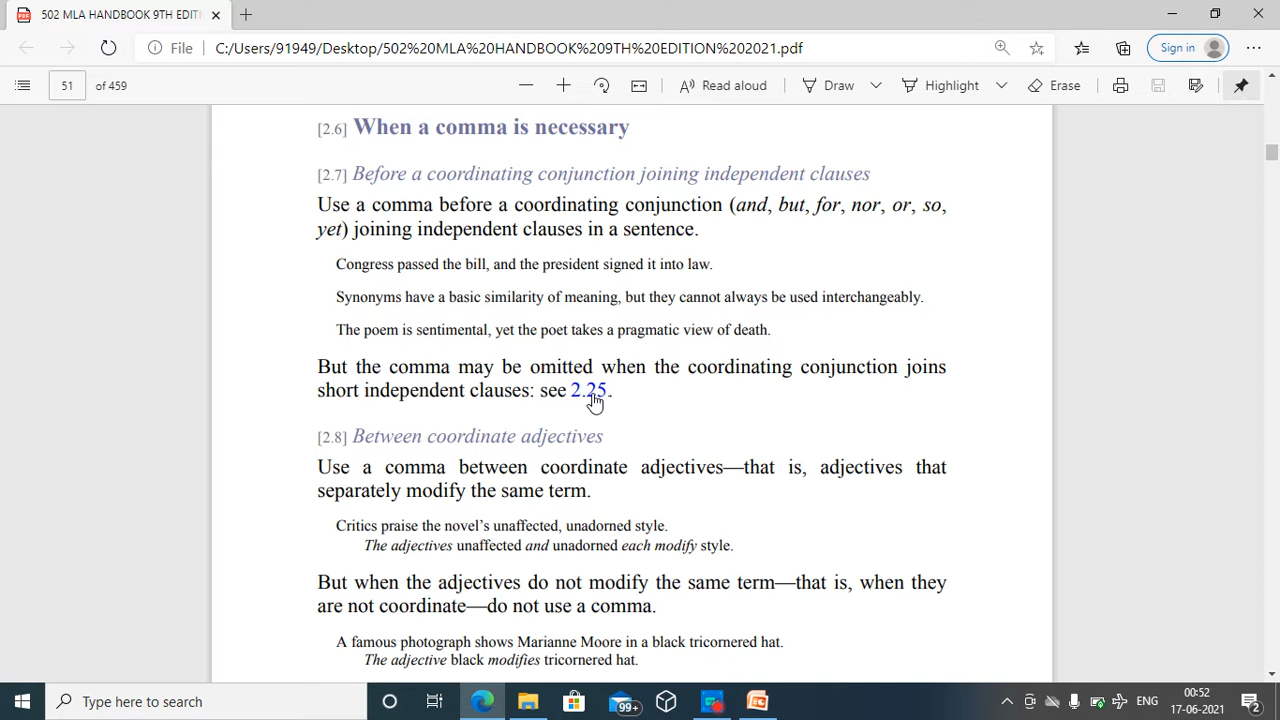 502 MLA HANDBOOK 9TH EDITI
File C:/Users/91949/Desktop/502%20MLA%20HANDBOOK%209TH%20EDITION%202021.pdf
Sign in
51 of 459
Read aloud Draw Highlight Erase
[2.6] When a comma is necessary
[2.7] Before a coordinating conjunction joining independent clauses
Use a comma before a coordinating conjunction (and, but, for, nor, or, so,
yet) joining independent clauses in a sentence.
Congress passed the bill, and the president signed it into law.
Synonyms have a basic similarity of meaning, but they cannot always be used interchangeably.
The poem is sentimental, yet the poet takes a pragmatic view of death.
But the comma may be omitted when the coordinating conjunction joins
short independent clauses: see 2.25.
[2.8] Between coordinate adjectives
Use a comma between coordinate adjectives—that is, adjectives that
separately modify the same term.
Critics praise the novel’s unaffected, unadorned style.
The adjectives unaffected and unadorned each modify style.
But when the adjectives do not modify the same term—that is, when they
are not coordinate—do not use a comma.
A famous photograph shows Marianne Moore in a black tricornered hat.
The adjective black modifies tricornered hat.
Type here to search
99+
ENG
00:52
17-06-2021
2